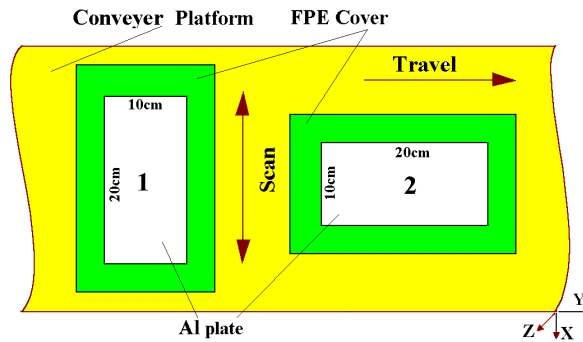 Conveyer Platform
FPE Cover
Travel
10cm
20cm
1
Scan
20cm
10cm
2
Al plate
Y
Z
X